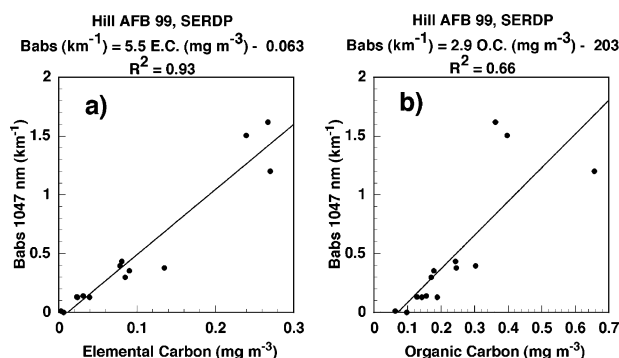 Hill AFB 99, SERDP
Babs (km⁻¹) = 5.5 E.C. (mg m⁻³) - 0.063
R² = 0.93
2
1.5
1
0.5
0
a)
Babs 1047 nm (km⁻¹)
0 0.1 0.2 0.3
Elemental Carbon (mg m⁻³)
Hill AFB 99, SERDP
Babs (km⁻¹) = 2.9 O.C. (mg m⁻³) - 203
R² = 0.66
2
1.5
1
0.5
0
b)
Babs 1047 nm (km⁻¹)
0 0.1 0.2 0.3 0.4 0.5 0.6 0.7
Organic Carbon (mg m⁻³)